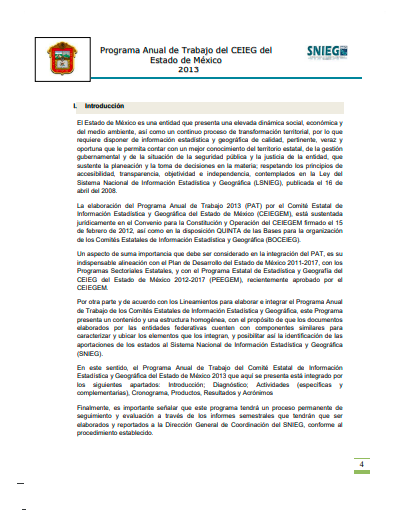 Programa Anual de Trabajo del CEIEG del
Estado de México
2013
SNIEG
I. Introducción
El Estado de México es una entidad que presenta una elevada dinámica social, económica y
del medio ambiente, así como un continuo proceso de transformación territorial, por lo que
requiere disponer de información estadística y geográfica de calidad, pertinente, veraz y
oportuna que le permita contar con un mejor conocimiento del territorio estatal, de la gestión
gubernamental y de la situación de la seguridad pública y la justicia de la entidad, que
sustente la planeación y la toma de decisiones en la materia; respetando los principios de
accesibilidad, transparencia, objetividad e independencia, contemplados en la Ley del
Sistema Nacional de Información Estadística y Geográfica (LSNIEG), publicada el 16 de
abril del 2008.
La elaboración del Programa Anual de Trabajo 2013 (PAT) por el Comité Estatal de
Información Estadística y Geográfica del Estado de México (CEIEGEM), está sustentada
jurídicamente en el Convenio para la Constitución y Operación del CEIEGEM firmado el 15
de febrero de 2012, así como en la disposición QUINTA de las Bases para la organización
de los Comités Estatales de Información Estadística y Geográfica (BOCEIEG).
Un aspecto de suma importancia que debe ser considerado en la integración del PAT, es su
indispensable alineación con el Plan de Desarrollo del Estado de México 2011-2017, con los
Programas Sectoriales Estatales, y con el Programa Estatal de Estadística y Geografía del
CEIEG del Estado de México 2012-2017 (PEEGEM), recientemente aprobado por el
CEIEGEM.
Por otra parte y de acuerdo con los Lineamientos para elaborar e integrar el Programa Anual
de Trabajo de los Comités Estatales de Información Estadística y Geográfica, este Programa
presenta un contenido y una estructura homogénea, con el propósito de que los documentos
elaborados por las entidades federativas cuenten con componentes similares para
caracterizar y ubicar los elementos que los integran, y posibilitar así la identificación de las
aportaciones de los estados al Sistema Nacional de Información Estadística y Geográfica
(SNIEG).
En este sentido, el Programa Anual de Trabajo del Comité Estatal de Información
Estadística y Geográfica del Estado de México 2013 que aquí se presenta está integrado por
los siguientes apartados: Introducción; Diagnóstico; Actividades (específicas y
complementarias), Cronograma, Productos, Resultados y Acrónimos
Finalmente, es importante señalar que este programa tendrá un proceso permanente de
seguimiento y evaluación a través de los informes semestrales que tendrán que ser
elaborados y reportados a la Dirección General de Coordinación del SNIEG, conforme al
procedimiento establecido.
4